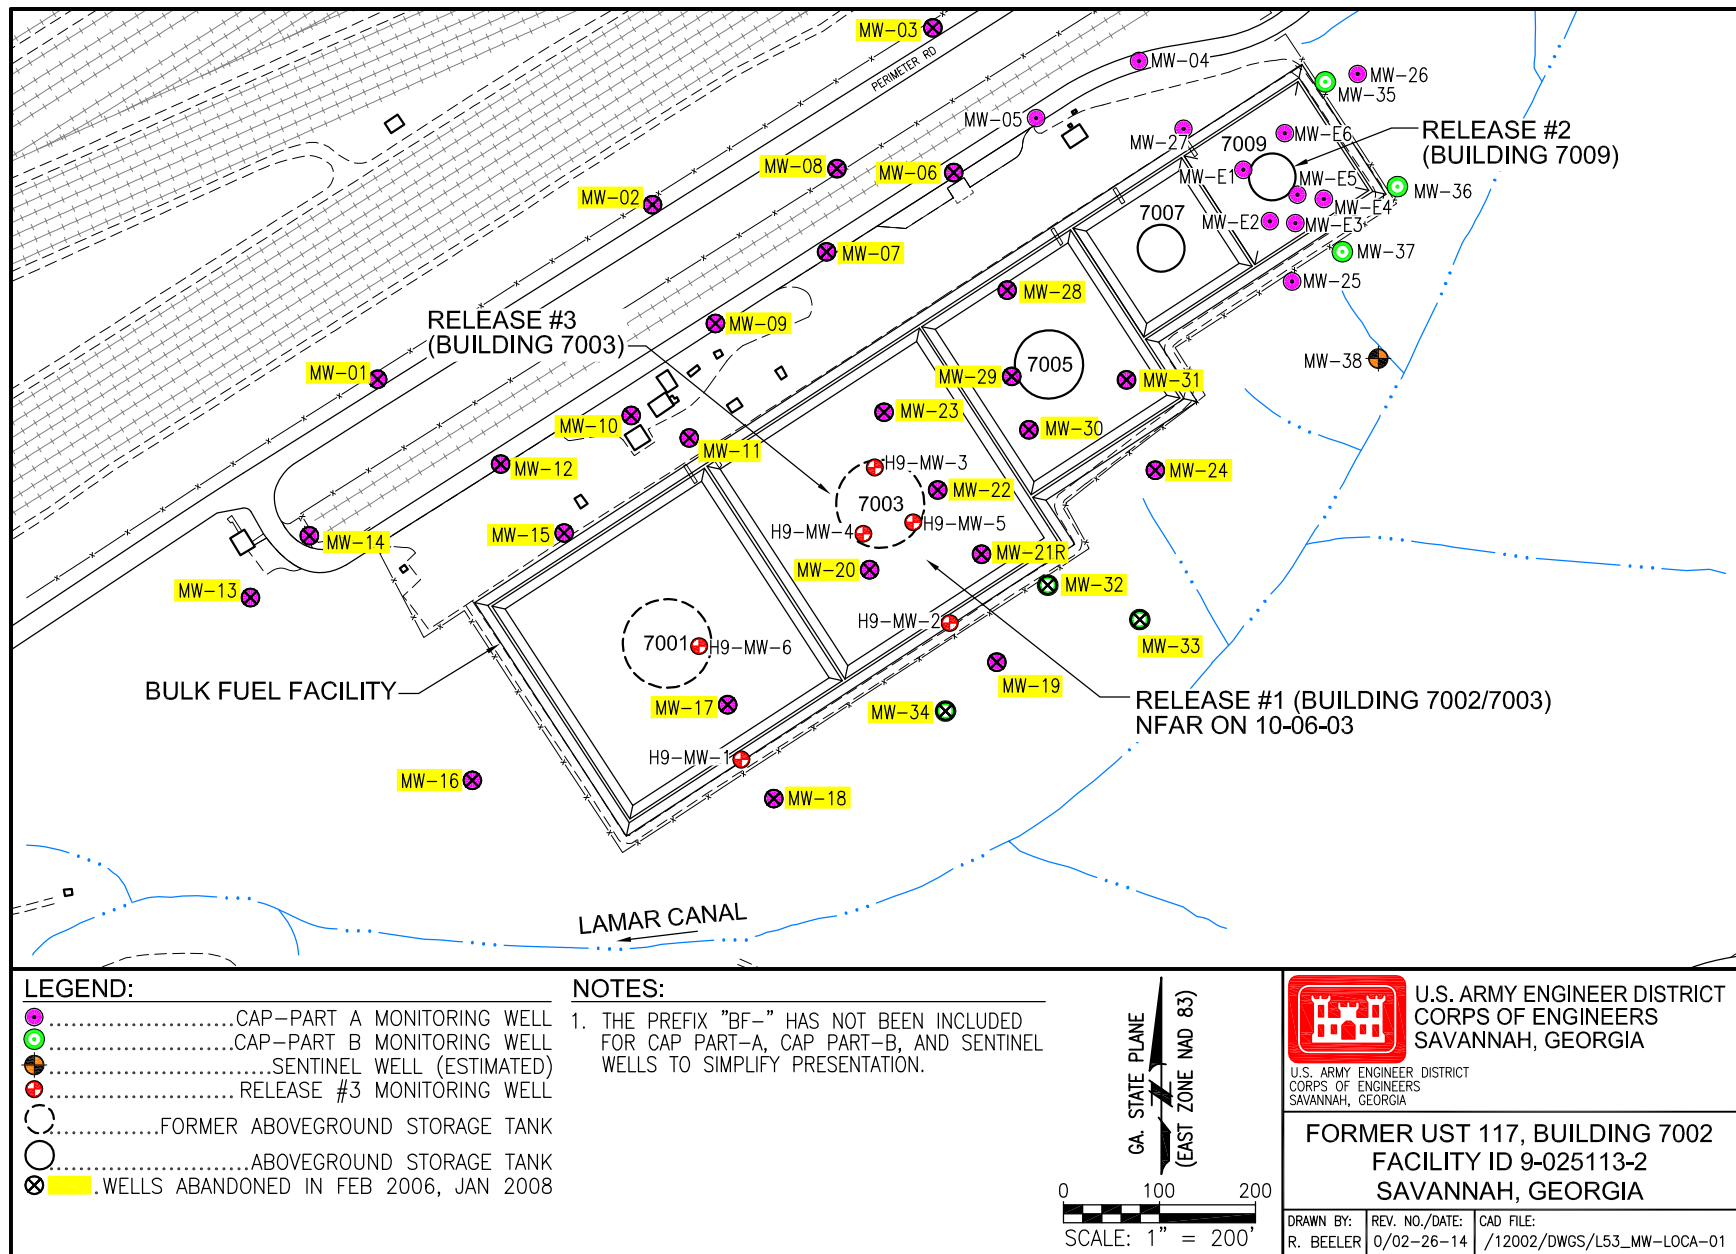 MW-03
PERIMETER RD
MW-04
MW-26
MW-35
MW-05
MW-27
MW-E6
7009
RELEASE #2
(BUILDING 7009)
MW-08
MW-06
MW-E1
MW-E5
MW-36
MW-02
MW-E4
7007
MW-E2
MW-E3
MW-07
MW-37
MW-25
MW-28
RELEASE #3
(BUILDING 7003)
MW-09
MW-38
MW-01
MW-29
7005
MW-31
MW-10
MW-23
MW-30
MW-11
MW-12
H9-MW-3
MW-24
MW-22
7003
H9-MW-5
MW-15
H9-MW-4
MW-14
MW-21R
MW-20
MW-32
MW-13
H9-MW-2
7001
H9-MW-6
MW-33
BULK FUEL FACILITY
MW-19
MW-17
MW-34
RELEASE #1 (BUILDING 7002/7003)
NFAR ON 10-06-03
H9-MW-1
MW-16
MW-18
LAMAR CANAL
LEGEND:
CAP-PART A MONITORING WELL
CAP-PART B MONITORING WELL
SENTINEL WELL (ESTIMATED)
RELEASE #3 MONITORING WELL
FORMER ABOVEGROUND STORAGE TANK
ABOVEGROUND STORAGE TANK
WELLS ABANDONED IN FEB 2006, JAN 2008
NOTES:
1. THE PREFIX "BF-" HAS NOT BEEN INCLUDED
FOR CAP PART-A, CAP PART-B, AND SENTINEL
WELLS TO SIMPLIFY PRESENTATION.
GA. STATE PLANE
(EAST ZONE NAD 83)
0 100 200
SCALE: 1" = 200'
U.S. ARMY ENGINEER DISTRICT
CORPS OF ENGINEERS
SAVANNAH, GEORGIA
U.S. ARMY ENGINEER DISTRICT
CORPS OF ENGINEERS
SAVANNAH, GEORGIA
FORMER UST 117, BUILDING 7002
FACILITY ID 9-025113-2
SAVANNAH, GEORGIA
DRAWN BY:
R. BEELER
REV. NO./DATE:
0/02-26-14
CAD FILE:
/12002/DWGS/L53_MW-LOCA-01